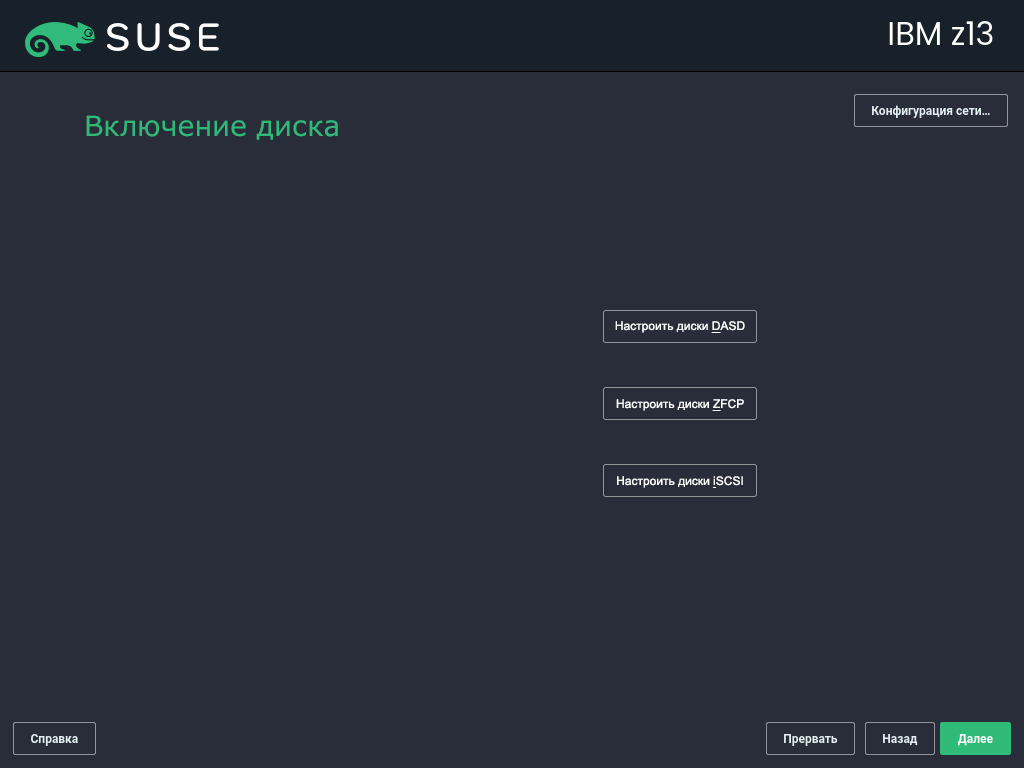 SUSE
IBM z13
Конфигурация сети...
Включение диска
Настроить диски DASD
Настроить диски ZFCP
Настроить диски iSCSI
Справка
Прервать
Назад
Далее